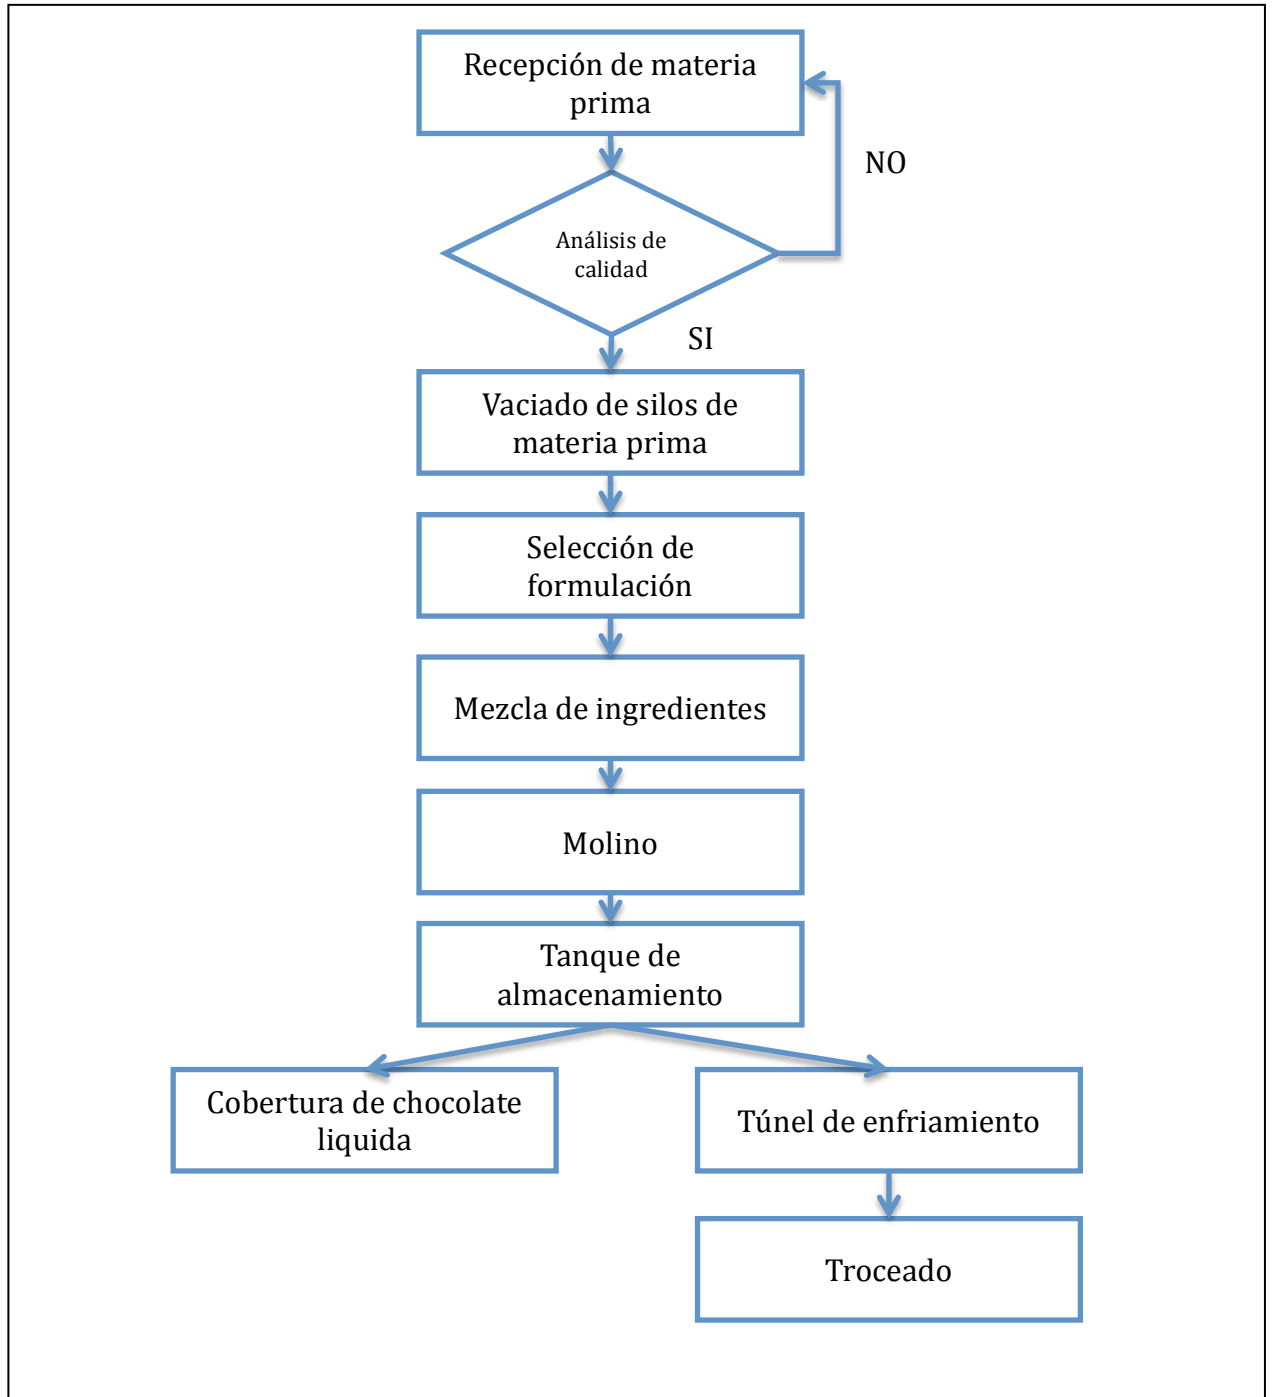 Recepción de materia
prima
NO
Análisis de
calidad
SI
Vaciado de silos de
materia prima
Selección de
formulación
Mezcla de ingredientes
Molino
Tanque de
almacenamiento
Cobertura de chocolate
liquida
Túnel de enfriamiento
Troceado